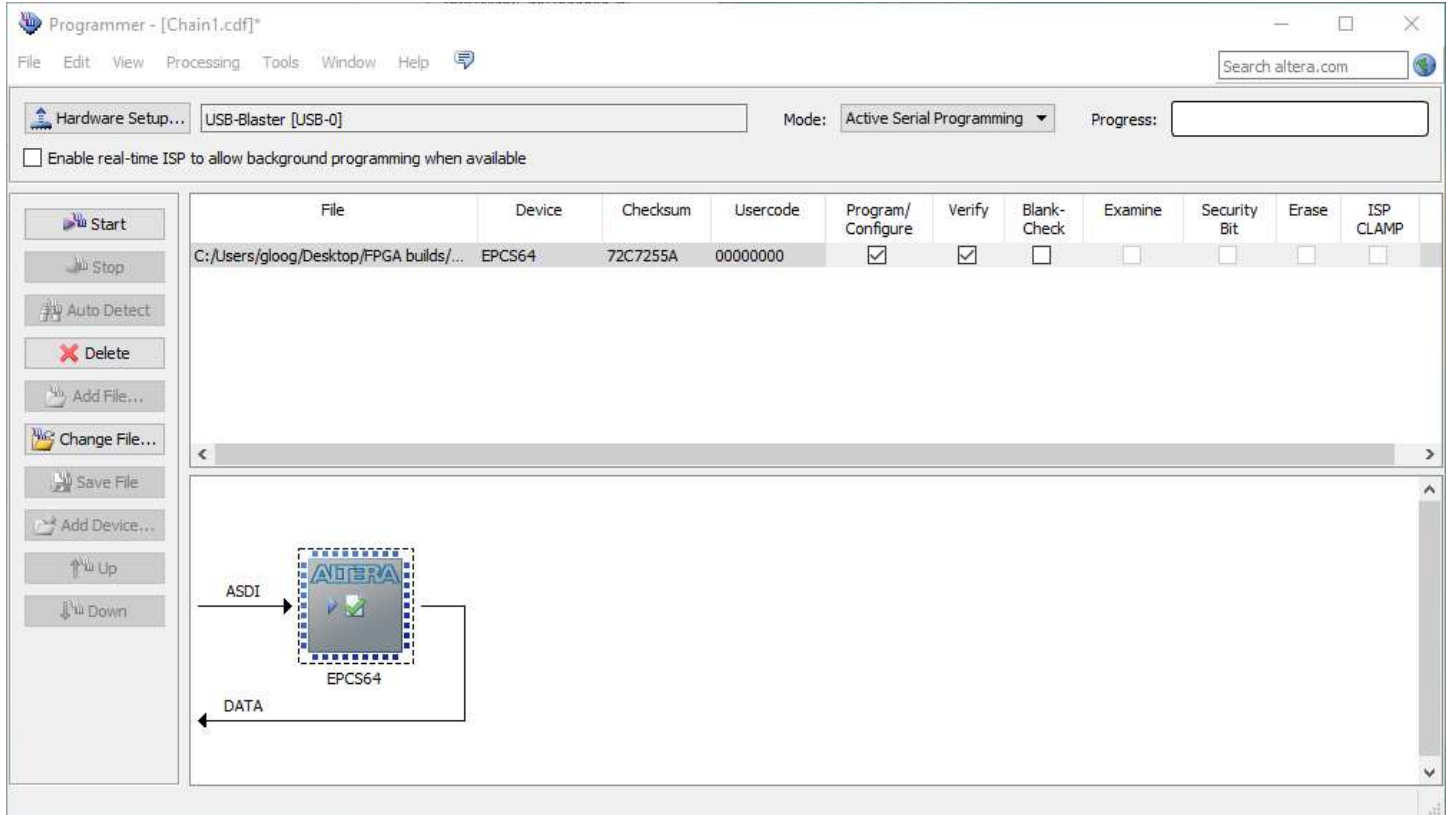 Programmer - [Chain1.cdf]*
File Edit View Processing Tools Window Help
Search altera.com
Hardware Setup... USB-Blaster [USB-0] Mode: Active Serial Programming Progress:
Enable real-time ISP to allow background programming when available
Start
Stop
Auto Detect
Delete
Add File...
Change File...
Save File
Add Device...
Up
Down
File Device Checksum Usercode Program/ Verify Blank- Examine Security Erase ISP
Configure Check Bit CLAMP
C:/Users/gloog/Desktop/FPGA builds/... EPCS64 72C7255A 00000000
ASDI
ALTERA
EPCS64
DATA